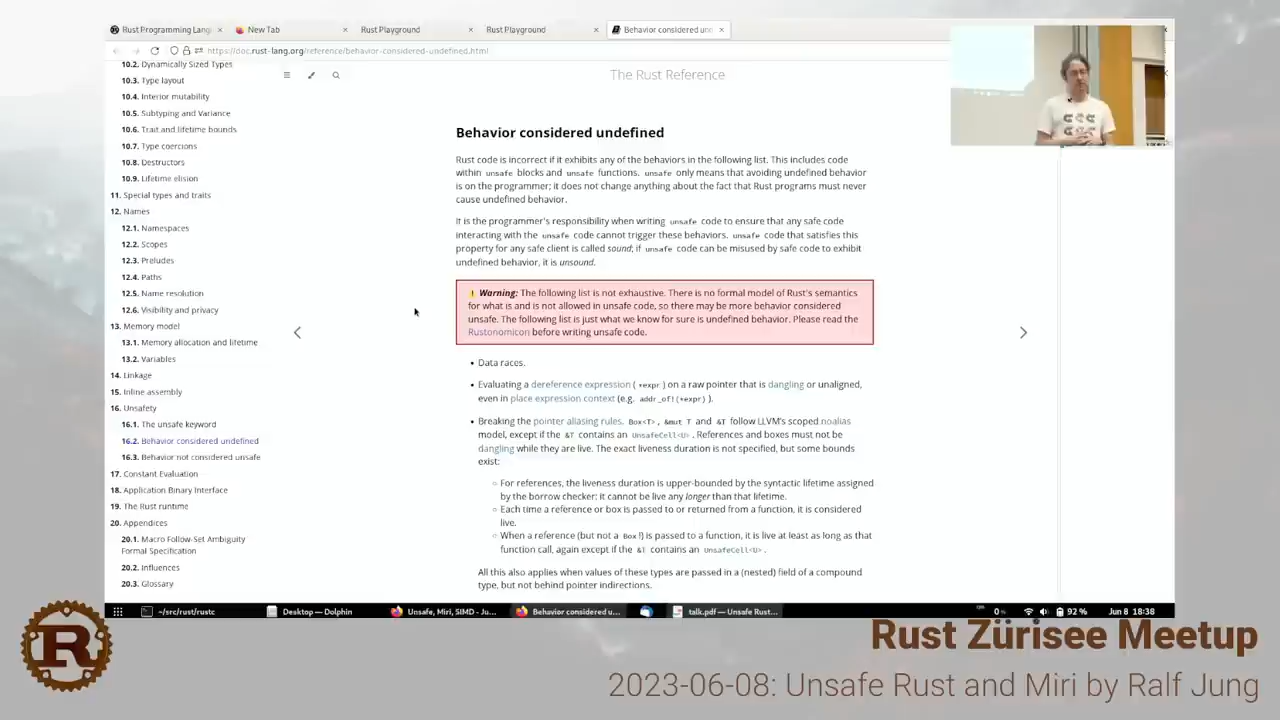 Rust Programming Lang
New Tab
Rust Playground
Rust Playground
Behavior considered un
https://doc.rust-lang.org/reference/behavior-considered-undefined.html
10.2. Dynamically Sized Types
10.3. Type layout
10.4. Interior mutability
10.5. Subtyping and Variance
10.6. Trait and lifetime bounds
10.7. Type coercions
10.8. Destructors
10.9. Lifetime elision
11. Special types and traits
12. Names
12.1. Namespaces
12.2. Scopes
12.3. Preludes
12.4. Paths
12.5. Name resolution
12.6. Visibility and privacy
13. Memory model
13.1. Memory allocation and lifetime
13.2. Variables
14. Linkage
15. Inline assembly
16. Unsafety
16.1. The unsafe keyword
16.2. Behavior considered undefined
16.3. Behavior not considered unsafe
17. Constant Evaluation
18. Application Binary Interface
19. The Rust runtime
20. Appendices
20.1. Macro Follow-Set Ambiguity
Formal Specification
20.2. Influences
20.3. Glossary
The Rust Reference
Behavior considered undefined
Rust code is incorrect if it exhibits any of the behaviors in the following list. This includes code
within unsafe blocks and unsafe functions. unsafe only means that avoiding undefined behavior
is on the programmer; it does not change anything about the fact that Rust programs must never
cause undefined behavior.
It is the programmer's responsibility when writing unsafe code to ensure that any safe code
interacting with the unsafe code cannot trigger these behaviors. unsafe code that satisfies this
property for any safe client is called sound; if unsafe code can be misused by safe code to exhibit
undefined behavior, it is unsound.
Warning: The following list is not exhaustive. There is no formal model of Rust's semantics
for what is and is not allowed in unsafe code, so there may be more behavior considered
unsafe. The following list is just what we know for sure is undefined behavior. Please read the
Rustonomicon before writing unsafe code.
• Data races.
• Evaluating a dereference expression (*expr) on a raw pointer that is dangling or unaligned,
even in place expression context (e.g. addr_of!(*expr)).
• Breaking the pointer aliasing rules. Box<T>, &mut T and &T follow LLVM's scoped noalias
model, except if the &T contains an UnsafeCell<U>. References and boxes must not be
dangling while they are live. The exact liveness duration is not specified, but some bounds
exist:
○ For references, the liveness duration is upper-bounded by the syntactic lifetime assigned
by the borrow checker; it cannot be live any longer than that lifetime.
○ Each time a reference or box is passed to or returned from a function, it is considered
live.
○ When a reference (but not a Box!) is passed to a function, it is live at least as long as that
function call, again except if the &T contains an UnsafeCell<U>.
All this also applies when values of these types are passed in a (nested) field of a compound
type, but not behind pointer indirections.
~/src/rust/rustc
Desktop — Dolphin
Unsafe, Miri, SIMD - Ju...
Behavior considered u...
talk.pdf — Unsafe Rust...
0%
92 %
Jun 8 18:38
R
Rust Zürisee Meetup
2023-06-08: Unsafe Rust and Miri by Ralf Jung